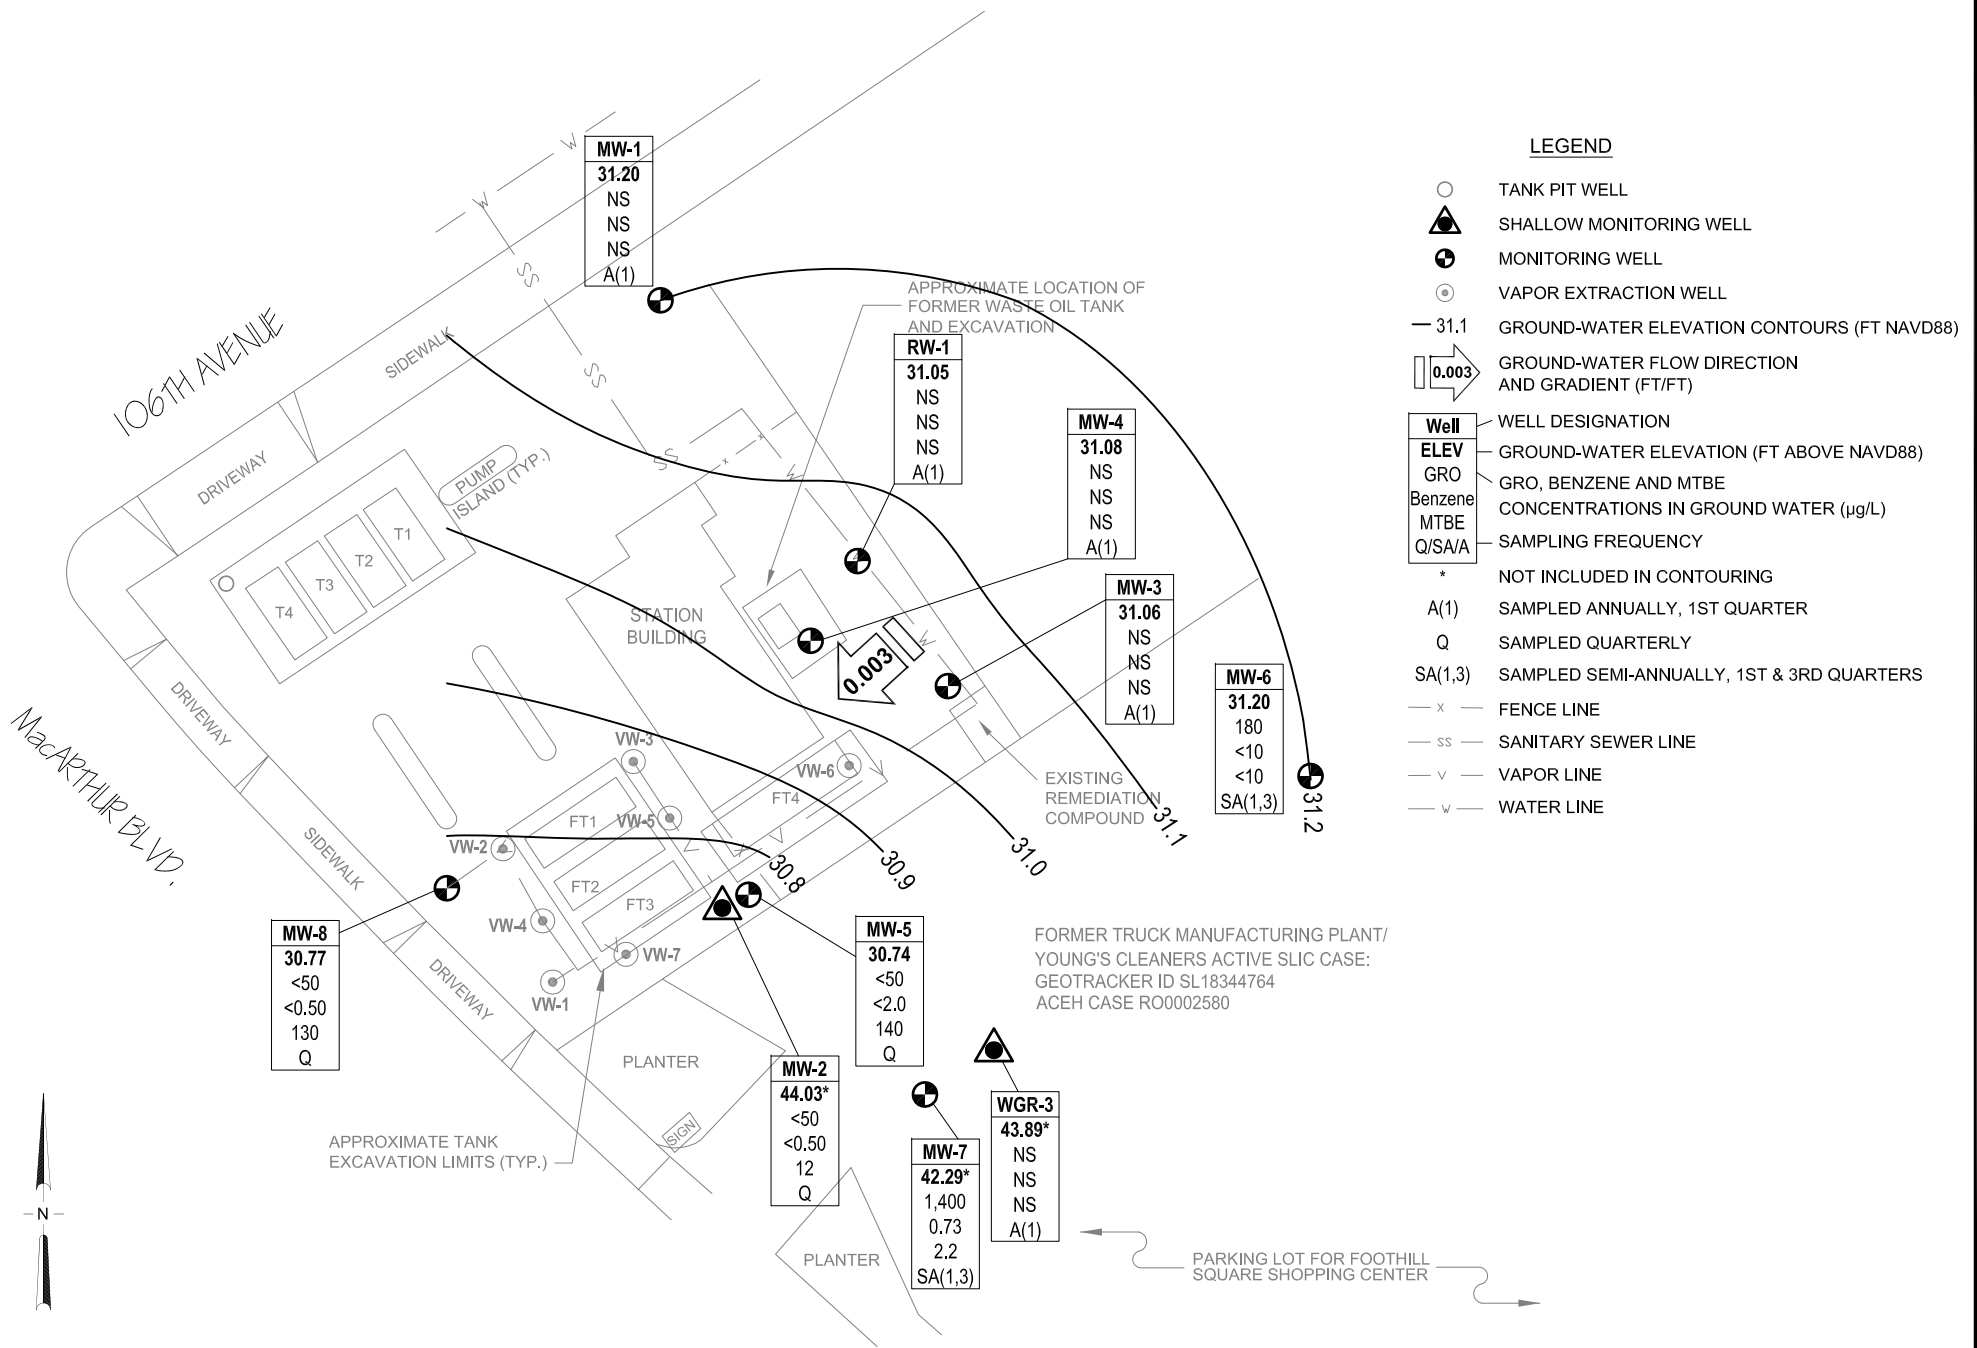 MW-1
31.20
NS
NS
NS
A(1)
W
W
SS
SS
SS
106TH AVENUE
SIDEWALK
DRIVEWAY
APPROXIMATE LOCATION OF
FORMER WASTE OIL TANK
AND EXCAVATION
RW-1
31.05
NS
NS
NS
A(1)
MW-4
31.08
NS
NS
NS
A(1)
x
x
W
W
W
PUMP
ISLAND (TYP.)
T1
T2
T3
T4
STATION
BUILDING
0.003
MW-3
31.06
NS
NS
NS
A(1)
MW-6
31.20
180
<10
<10
SA(1,3)
DRIVEWAY
MacARTHUR BLVD.
SIDEWALK
DRIVEWAY
VW-3
VW-6
FT4
V
V
V
FT1
VW-5
VW-2
FT2
FT3
VW-4
VW-7
VW-1
EXISTING
REMEDIATION
COMPOUND
30.8
30.9
31.0
31.1
31.2
MW-8
30.77
<50
<0.50
130
Q
MW-5
30.74
<50
<2.0
140
Q
FORMER TRUCK MANUFACTURING PLANT/
YOUNG'S CLEANERS ACTIVE SLIC CASE:
GEOTRACKER ID SL18344764
ACEH CASE RO0002580
PLANTER
SIGN
MW-2
44.03*
<50
<0.50
12
Q
WGR-3
43.89*
NS
NS
NS
A(1)
MW-7
42.29*
1,400
0.73
2.2
SA(1,3)
APPROXIMATE TANK
EXCAVATION LIMITS (TYP.)
PLANTER
PARKING LOT FOR FOOTHILL
SQUARE SHOPPING CENTER
N
LEGEND
TANK PIT WELL
SHALLOW MONITORING WELL
MONITORING WELL
VAPOR EXTRACTION WELL
31.1 GROUND-WATER ELEVATION CONTOURS (FT NAVD88)
0.003 GROUND-WATER FLOW DIRECTION
AND GRADIENT (FT/FT)
Well WELL DESIGNATION
ELEV GROUND-WATER ELEVATION (FT ABOVE NAVD88)
GRO GRO, BENZENE AND MTBE
Benzene CONCENTRATIONS IN GROUND WATER (µg/L)
MTBE
Q/SA/A SAMPLING FREQUENCY
* NOT INCLUDED IN CONTOURING
A(1) SAMPLED ANNUALLY, 1ST QUARTER
Q SAMPLED QUARTERLY
SA(1,3) SAMPLED SEMI-ANNUALLY, 1ST & 3RD QUARTERS
X FENCE LINE
SS SANITARY SEWER LINE
V VAPOR LINE
W WATER LINE